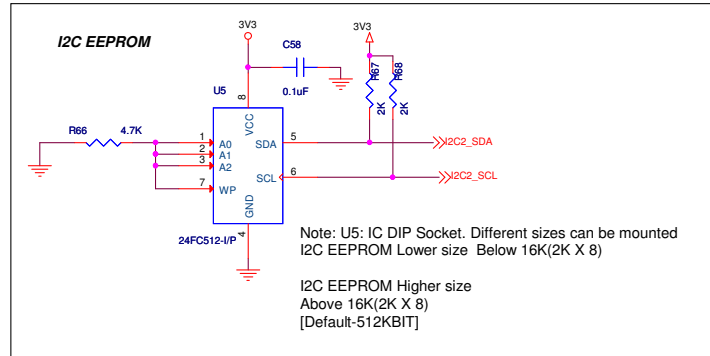 I2C EEPROM
3V3
3V3
C58
0.1uF
R67
2K
R68
2K
U5
8
VCC
R66
4.7K
1
A0
2
A1
3
A2
7
WP
SDA
5
I2C2_SDA
SCL
6
I2C2_SCL
GND
4
24FC512-I/P
Note: U5: IC DIP Socket. Different sizes can be mounted
I2C EEPROM Lower size  Below 16K(2K X 8)
I2C EEPROM Higher size
Above 16K(2K X 8)
[Default-512KBIT]